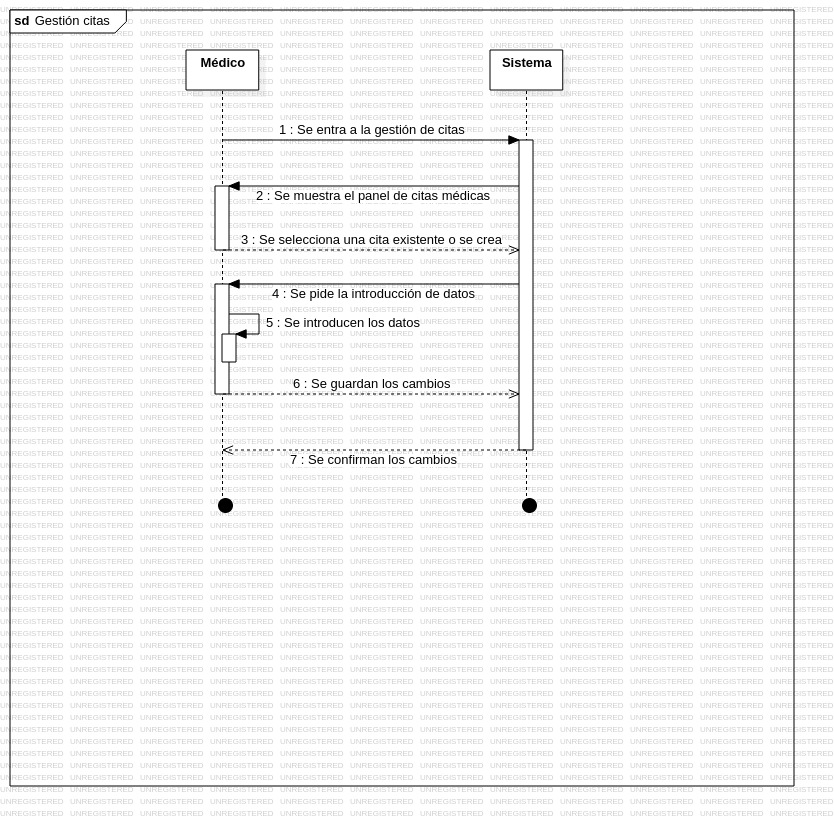 sd Gestión citas
Médico
Sistema
1 : Se entra a la gestión de citas
2 : Se muestra el panel de citas médicas
3 : Se selecciona una cita existente o se crea
4 : Se pide la introducción de datos
5 : Se introducen los datos
6 : Se guardan los cambios
7 : Se confirman los cambios
UNREGISTERED